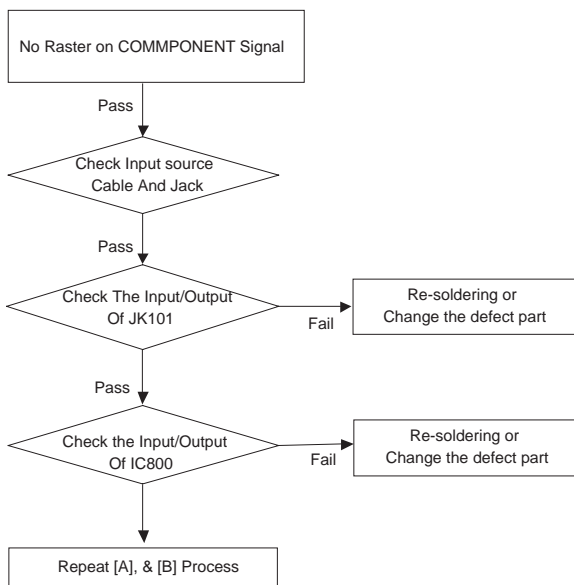 No Raster on COMMPONENT Signal
Pass
Check Input source
Cable And Jack
Pass
Check The Input/Output
Of JK101
Fail
Re-soldering or
Change the defect part
Pass
Check the Input/Output
Of IC800
Fail
Re-soldering or
Change the defect part
Repeat [A], & [B] Process